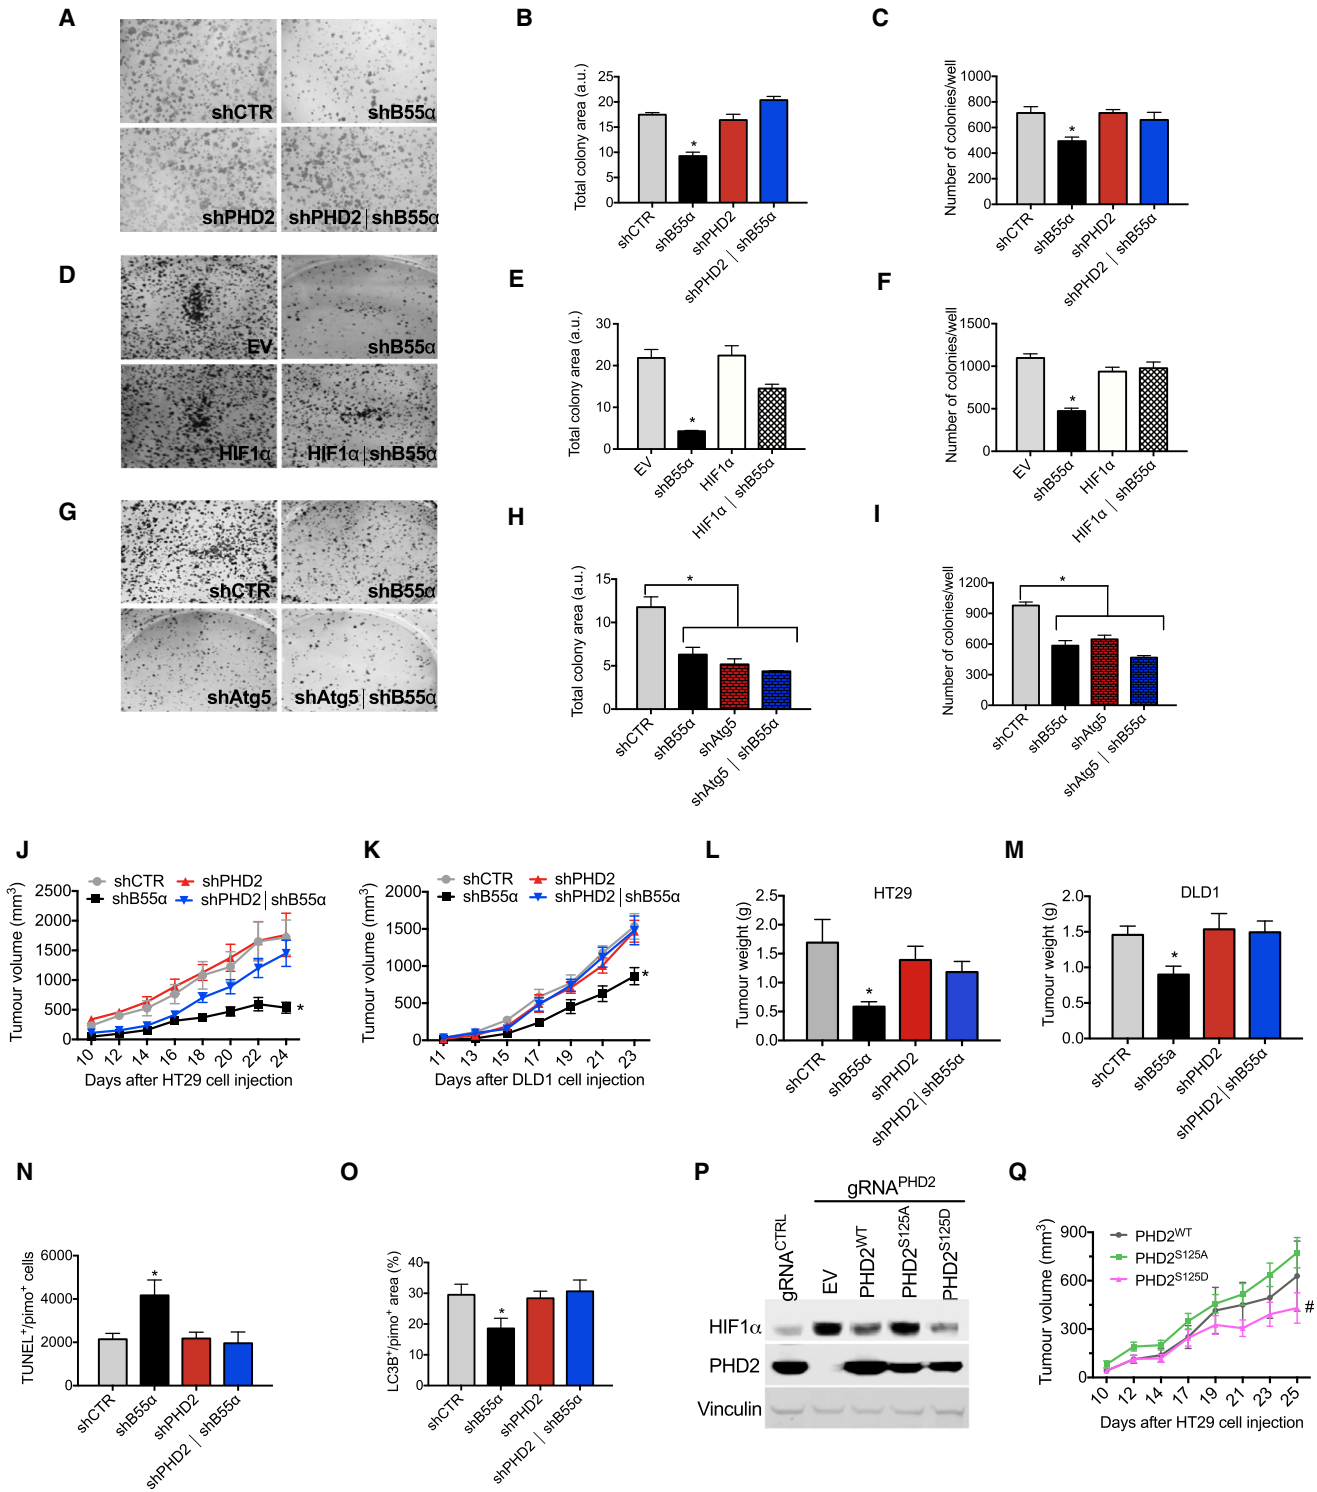 A
shCTR
shB55α
shPHD2
shPHD2 | shB55α
B
Total colony area (a.u.)
25
20
15
10
5
0
*
shCTR
shB55α
shPHD2
shPHD2 | shB55α
C
Number of colonies/well
1000
800
600
400
200
0
*
shCTR
shB55α
shPHD2
shPHD2 | shB55α
D
EV
shB55α
HIF1α
HIF1α | shB55α
E
Total colony area (a.u.)
30
20
10
0
*
EV
shB55α
HIF1α
HIF1α | shB55α
F
Number of colonies/well
1500
1000
500
0
*
EV
shB55α
HIF1α
HIF1α | shB55α
G
shCTR
shB55α
shAtg5
shAtg5 | shB55α
H
Total colony area (a.u.)
15
10
5
0
*
shCTR
shB55α
shAtg5
shAtg5 | shB55α
I
Number of colonies/well
1200
900
600
300
0
*
shCTR
shB55α
shAtg5
shAtg5 | shB55α
J
shCTR shPHD2
shB55α shPHD2 | shB55α
Tumour volume (mm³)
2500
2000
1500
1000
500
0
*
10 12 14 16 18 20 22 24
Days after HT29 cell injection
K
shCTR shPHD2
shB55α shPHD2 | shB55α
Tumour volume (mm³)
2000
1500
1000
500
0
*
11 13 15 17 19 21 23
Days after DLD1 cell injection
L
HT29
Tumour weight (g)
2.5
2.0
1.5
1.0
0.5
0.0
*
shCTR
shB55α
shPHD2
shPHD2 | shB55α
M
DLD1
Tumour weight (g)
2.0
1.5
1.0
0.5
0.0
*
shCTR
shB55a
shPHD2
shPHD2 | shB55α
N
TUNEL⁺/pimo⁺ cells
6000
4000
2000
0
*
shCTR
shB55α
shPHD2
shPHD2 | shB55α
O
LC3B⁺/pimo⁺ area (%)
40
30
20
10
0
*
shCTR
shB55α
shPHD2
shPHD2 | shB55α
P
gRNA^PHD2
gRNA^CTRL
EV
PHD2^WT
PHD2^S125A
PHD2^S125D
HIF1α
PHD2
Vinculin
Q
PHD2^WT
PHD2^S125A
PHD2^S125D
Tumour volume (mm³)
900
600
300
0
#
10 12 14 17 19 21 23 25
Days after HT29 cell injection